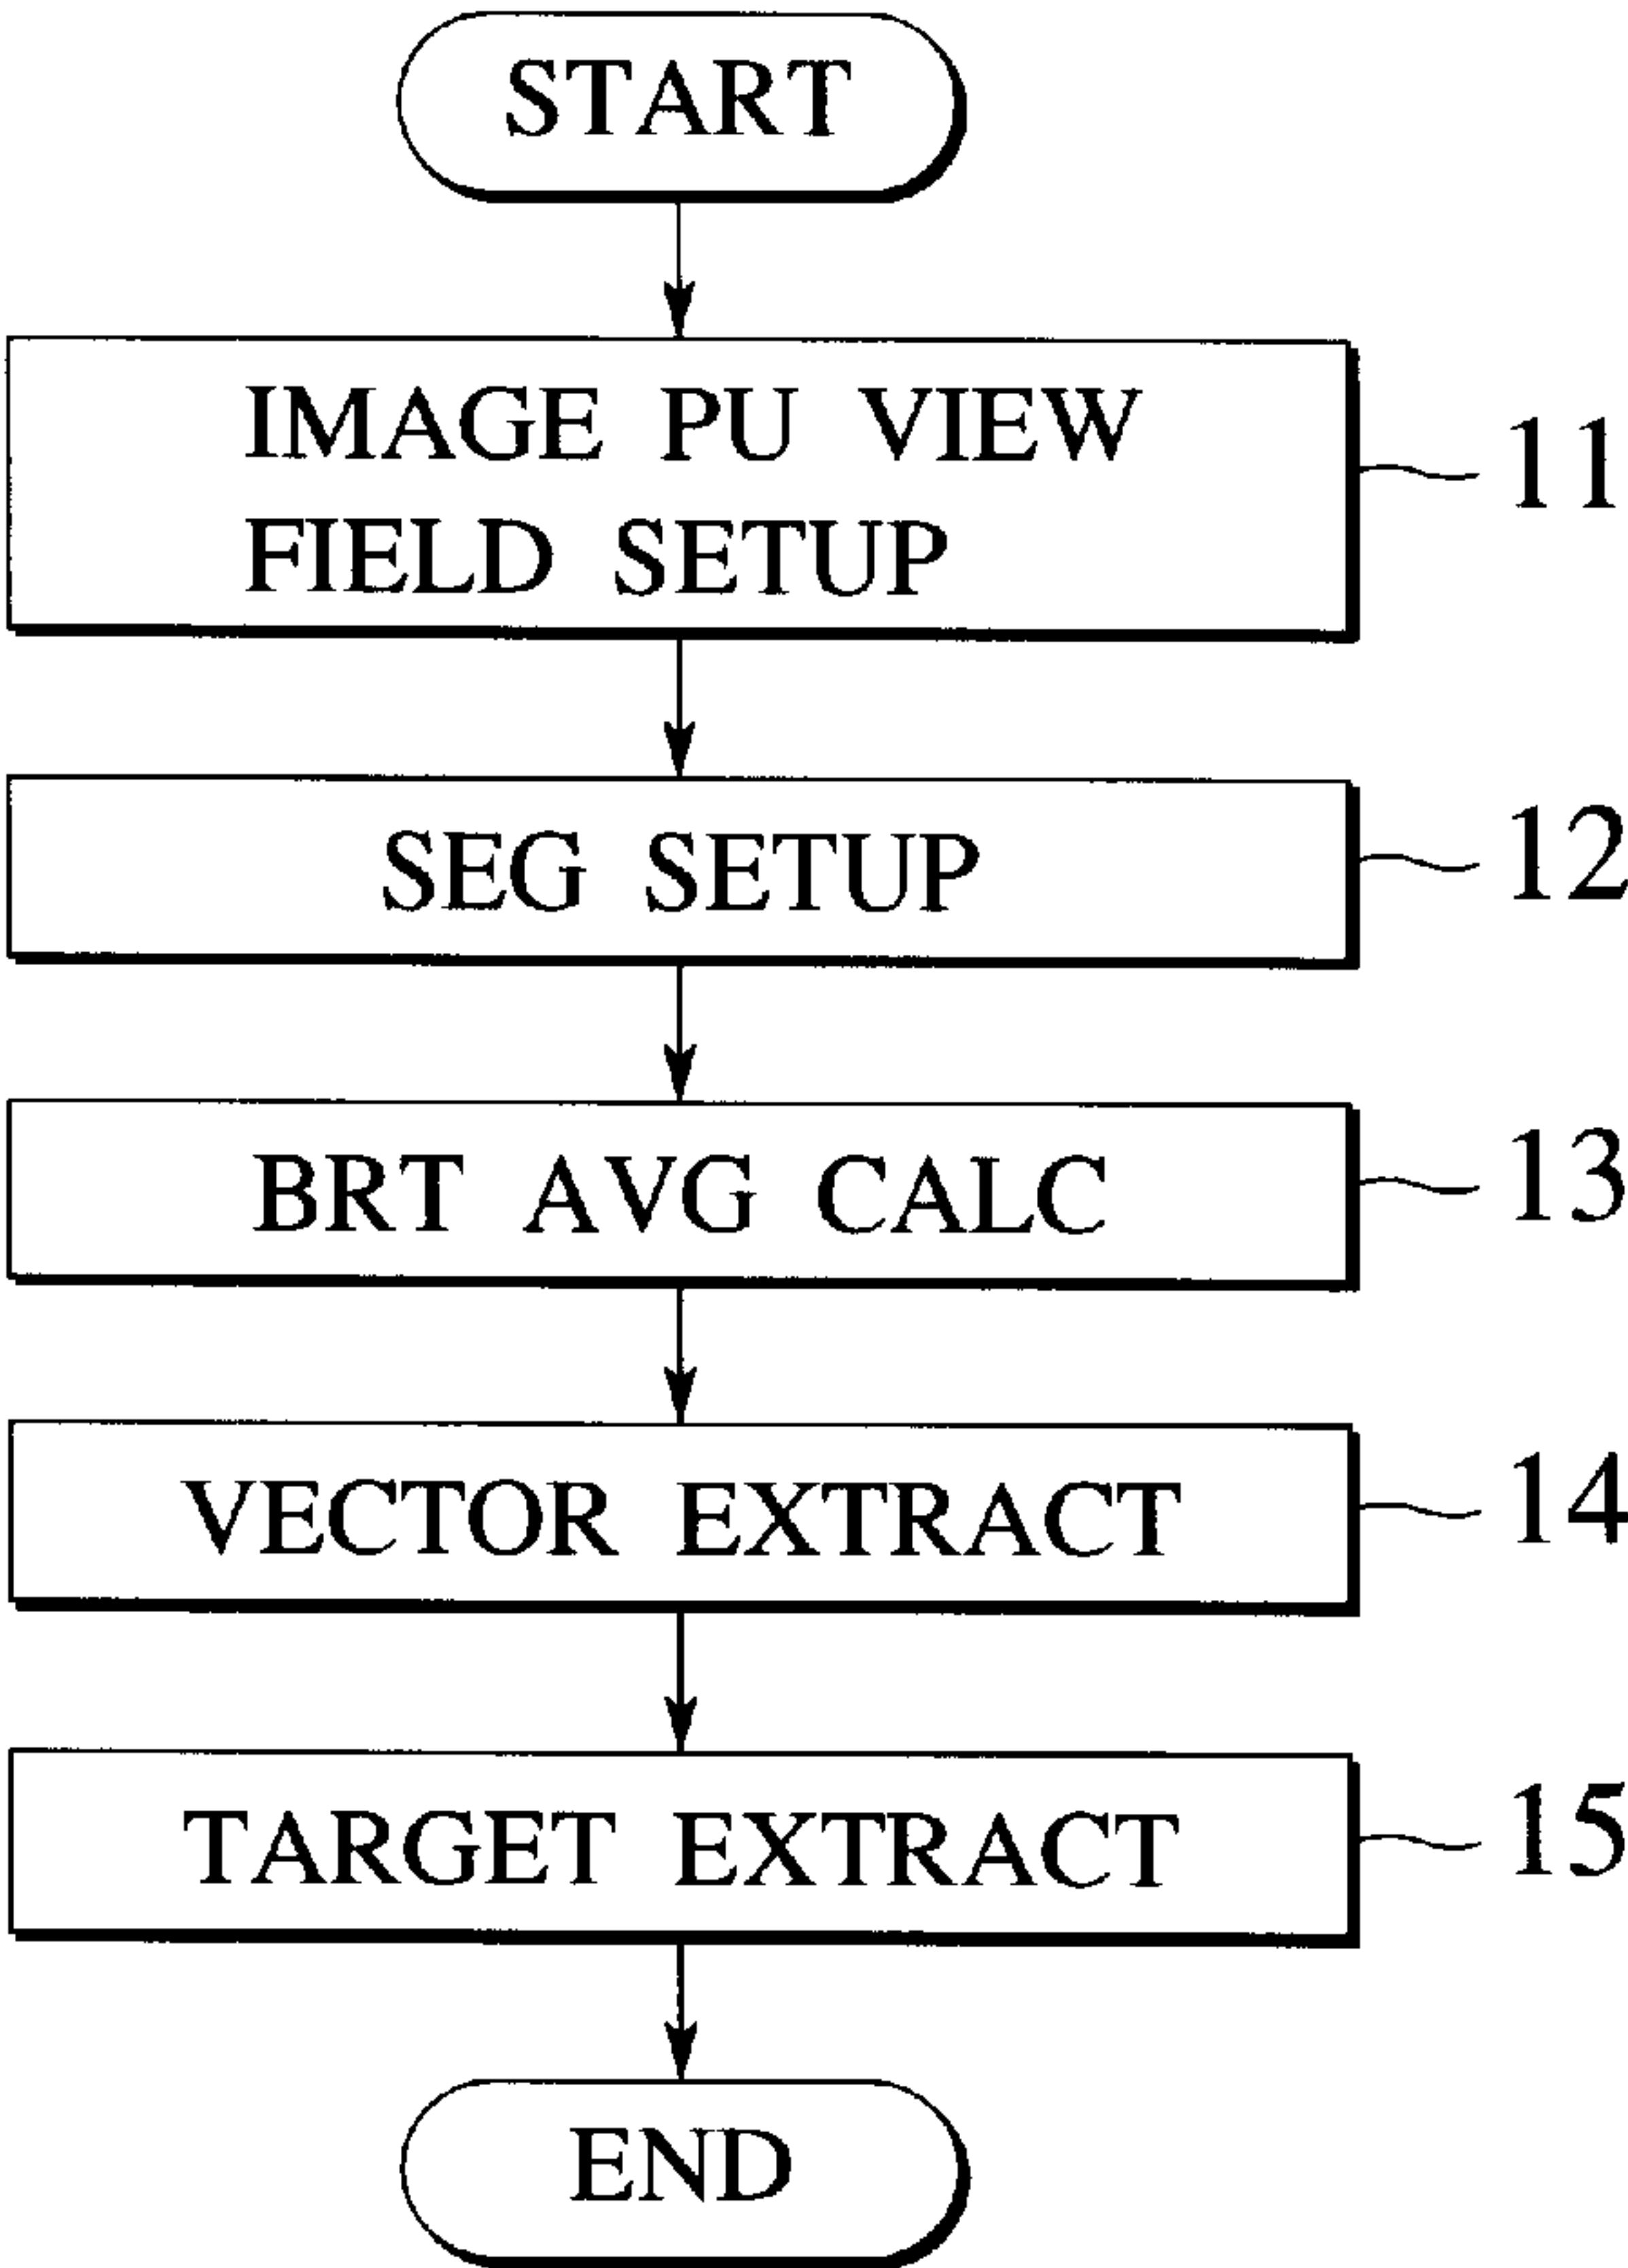 START
IMAGE PU VIEW
FIELD SETUP
11
SEG SETUP
12
BRT AVG CALC
13
VECTOR EXTRACT
14
TARGET EXTRACT
15
END